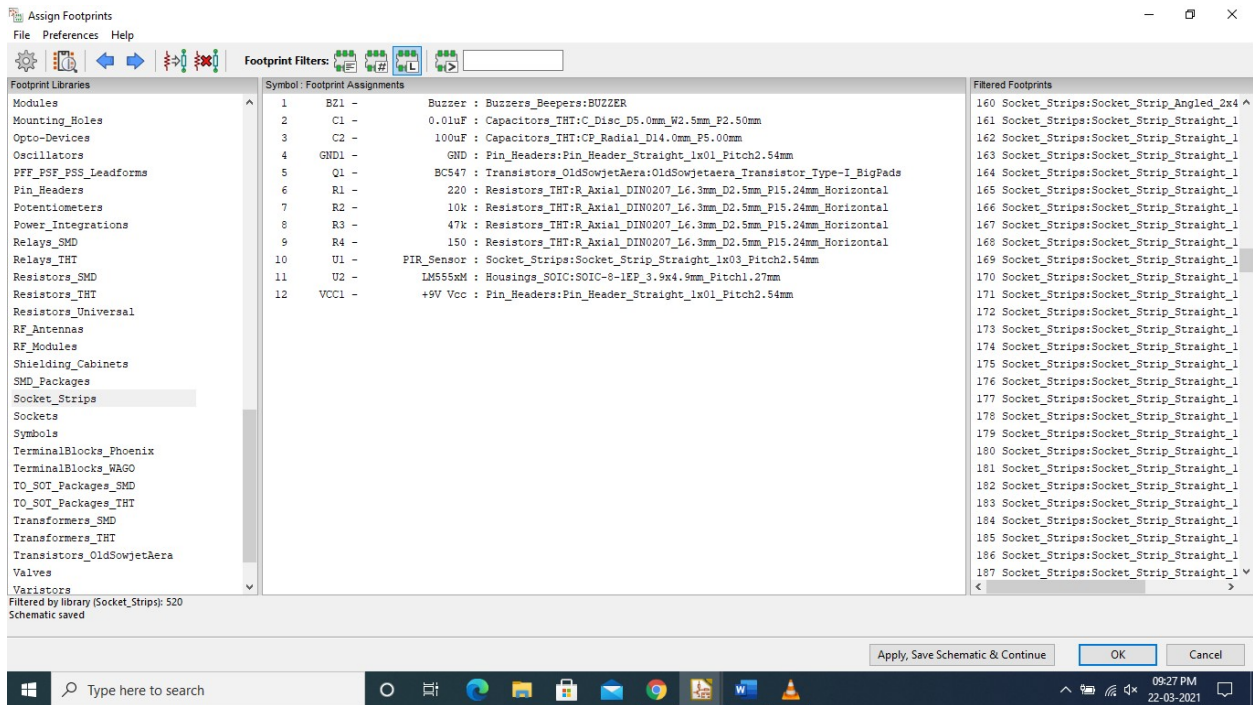 Assign Footprints
File Preferences Help
Footprint Filters:
Footprint Libraries
Modules
Mounting_Holes
Opto-Devices
Oscillators
PFF_PSF_PSS_Leadforms
Pin_Headers
Potentiometers
Power_Integrations
Relays_SMD
Relays_THT
Resistors_SMD
Resistors_THT
Resistors_Universal
RF_Antennas
RF_Modules
Shielding_Cabinets
SMD_Packages
Socket_Strips
Sockets
Symbols
TerminalBlocks_Phoenix
TerminalBlocks_WAGO
TO_SOT_Packages_SMD
TO_SOT_Packages_THT
Transformers_SMD
Transformers_THT
Transistors_OldSowjetAera
Valves
Varistors
Symbol : Footprint Assignments
1 BZ1 - Buzzer : Buzzers_Beepers:BUZZER
2 C1 - 0.01uF : Capacitors_THT:C_Disc_D5.0mm_W2.5mm_P2.50mm
3 C2 - 100uF : Capacitors_THT:CP_Radial_D14.0mm_P5.00mm
4 GND1 - GND : Pin_Headers:Pin_Header_Straight_1x01_Pitch2.54mm
5 Q1 - BC547 : Transistors_OldSowjetAera:OldSowjetaera_Transistor_Type-I_BigPads
6 R1 - 220 : Resistors_THT:R_Axial_DIN0207_L6.3mm_D2.5mm_P15.24mm_Horizontal
7 R2 - 10k : Resistors_THT:R_Axial_DIN0207_L6.3mm_D2.5mm_P15.24mm_Horizontal
8 R3 - 47k : Resistors_THT:R_Axial_DIN0207_L6.3mm_D2.5mm_P15.24mm_Horizontal
9 R4 - 150 : Resistors_THT:R_Axial_DIN0207_L6.3mm_D2.5mm_P15.24mm_Horizontal
10 U1 - PIR_Sensor : Socket_Strips:Socket_Strip_Straight_1x03_Pitch2.54mm
11 U2 - LM555xM : Housings_SOIC:SOIC-8-1EP_3.9x4.9mm_Pitch1.27mm
12 VCC1 - +9V Vcc : Pin_Headers:Pin_Header_Straight_1x01_Pitch2.54mm
Filtered Footprints
160 Socket_Strips:Socket_Strip_Angled_2x4
161 Socket_Strips:Socket_Strip_Straight_1
162 Socket_Strips:Socket_Strip_Straight_1
163 Socket_Strips:Socket_Strip_Straight_1
164 Socket_Strips:Socket_Strip_Straight_1
165 Socket_Strips:Socket_Strip_Straight_1
166 Socket_Strips:Socket_Strip_Straight_1
167 Socket_Strips:Socket_Strip_Straight_1
168 Socket_Strips:Socket_Strip_Straight_1
169 Socket_Strips:Socket_Strip_Straight_1
170 Socket_Strips:Socket_Strip_Straight_1
171 Socket_Strips:Socket_Strip_Straight_1
172 Socket_Strips:Socket_Strip_Straight_1
173 Socket_Strips:Socket_Strip_Straight_1
174 Socket_Strips:Socket_Strip_Straight_1
175 Socket_Strips:Socket_Strip_Straight_1
176 Socket_Strips:Socket_Strip_Straight_1
177 Socket_Strips:Socket_Strip_Straight_1
178 Socket_Strips:Socket_Strip_Straight_1
179 Socket_Strips:Socket_Strip_Straight_1
180 Socket_Strips:Socket_Strip_Straight_1
181 Socket_Strips:Socket_Strip_Straight_1
182 Socket_Strips:Socket_Strip_Straight_1
183 Socket_Strips:Socket_Strip_Straight_1
184 Socket_Strips:Socket_Strip_Straight_1
185 Socket_Strips:Socket_Strip_Straight_1
186 Socket_Strips:Socket_Strip_Straight_1
187 Socket_Strips:Socket_Strip_Straight_1
Filtered by library (Socket_Strips): 520
Schematic saved
Apply, Save Schematic & Continue
OK
Cancel
Type here to search
09:27 PM
22-03-2021